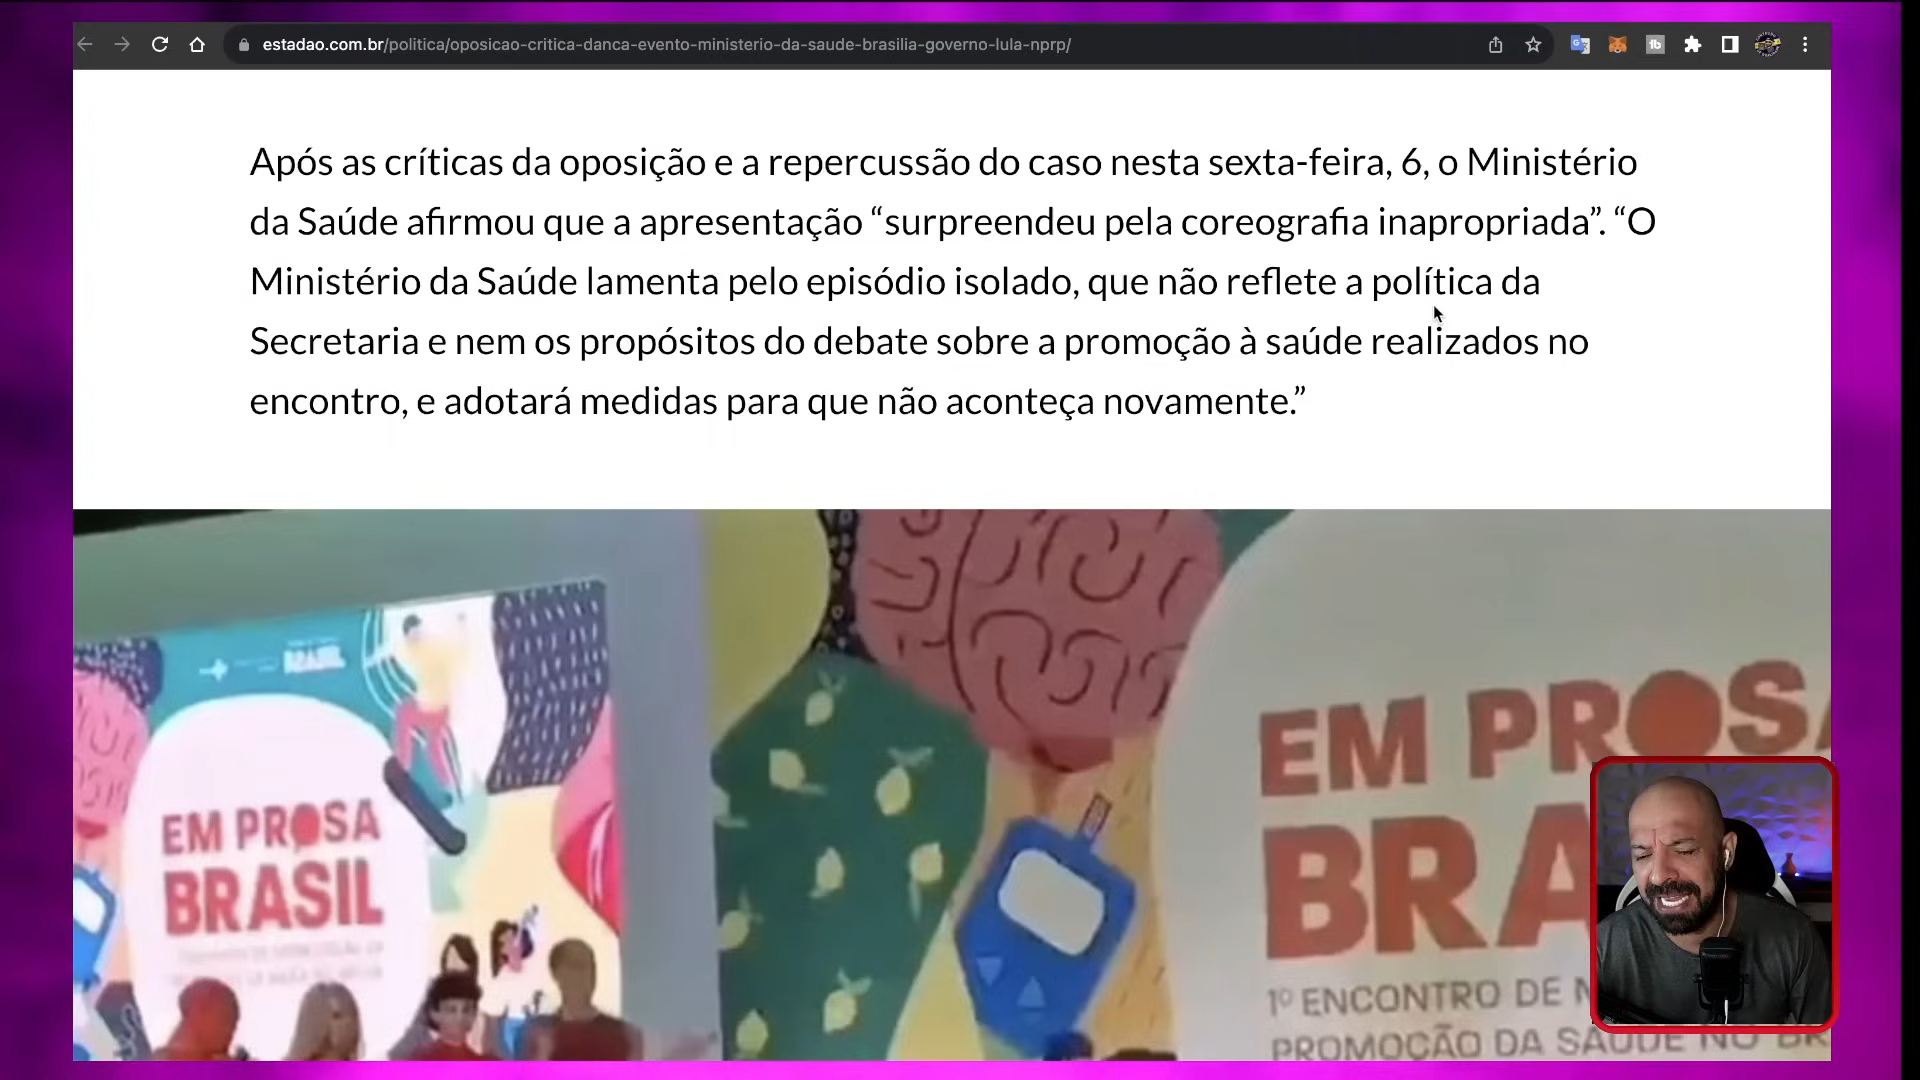 estadao.com.br/politica/oposicao-critica-danca-evento-ministerio-da-saude-brasilia-governo-lula-nprp/
Após as críticas da oposição e a repercussão do caso nesta sexta-feira, 6, o Ministério
da Saúde afirmou que a apresentação “surpreendeu pela coreografia inapropriada”. “O
Ministério da Saúde lamenta pelo episódio isolado, que não reflete a política da
Secretaria e nem os propósitos do debate sobre a promoção à saúde realizados no
encontro, e adotará medidas para que não aconteça novamente.”
BRASIL
EM PROSA
BRASIL
EM PROSA
BRA
1º ENCONTRO DE
PROMOÇÃO DA SAÚDE NO